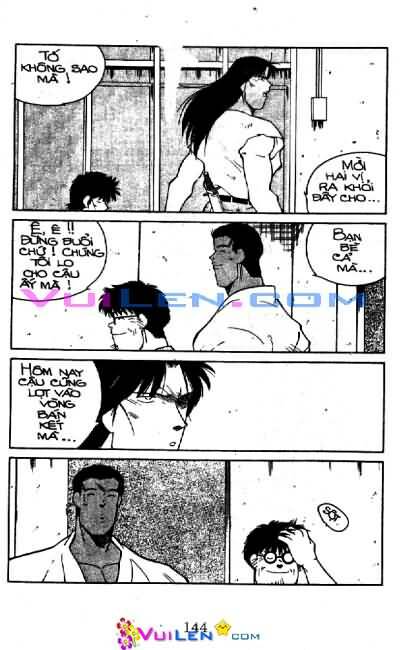 TỚ
KHÔNG SAO
MÀ !
MỜI
HAI VỊ
RA KHỎI
ĐÂY CHO...
Ê, Ê !!
ĐỪNG ĐUỔI
CHỨ ! CHÚNG
TÔI LO
CHO CẬU
ẤY MÀ !
BẠN
BÈ
CẢ
MÀ...
VUILEN.COM
HÔM NAY
CẬU CŨNG
LỌT VÀO
VÒNG
BÁN
KẾT
MÀ...
144
VUILEN COM